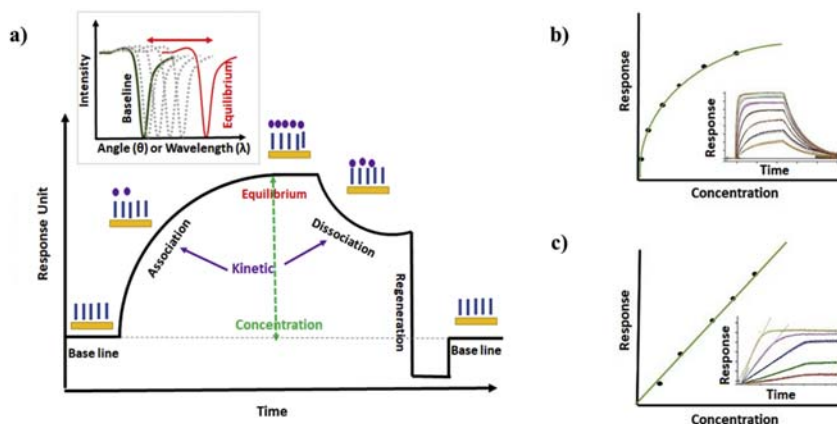 a)
Intensity
Baseline
Equilibrium
Angle (θ) or Wavelength (λ)
Response Unit
Equilibrium
Association
Dissociation
Kinetic
Regeneration
Concentration
Base line
Base line
Time
b)
Response
Response
Time
Concentration
c)
Response
Response
Time
Concentration